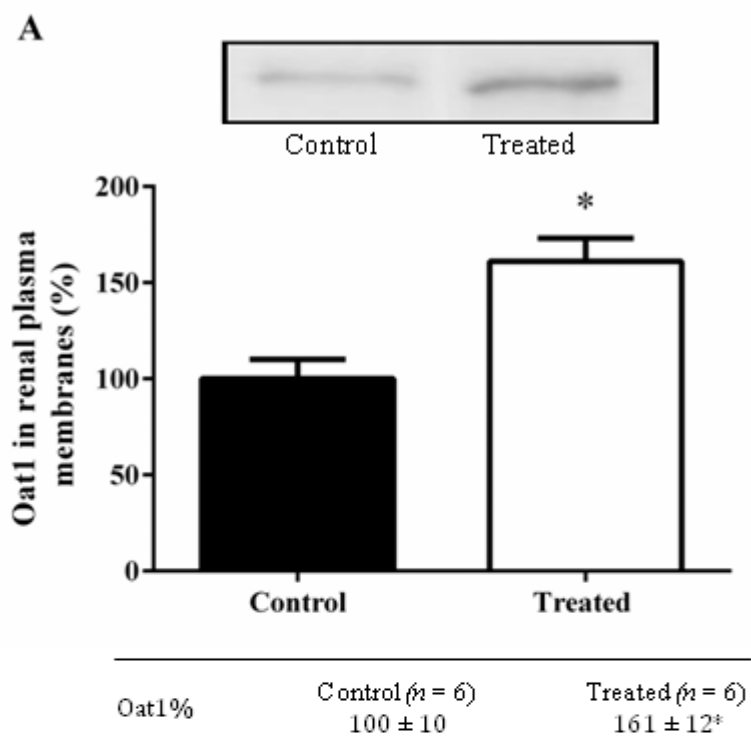 A
Control Treated
Oat1 in renal plasma
membranes (%)
200
150
100
50
0
*
Control Treated
Control (n = 6) Treated (n = 6)
Oat1% 100 ± 10 161 ± 12*